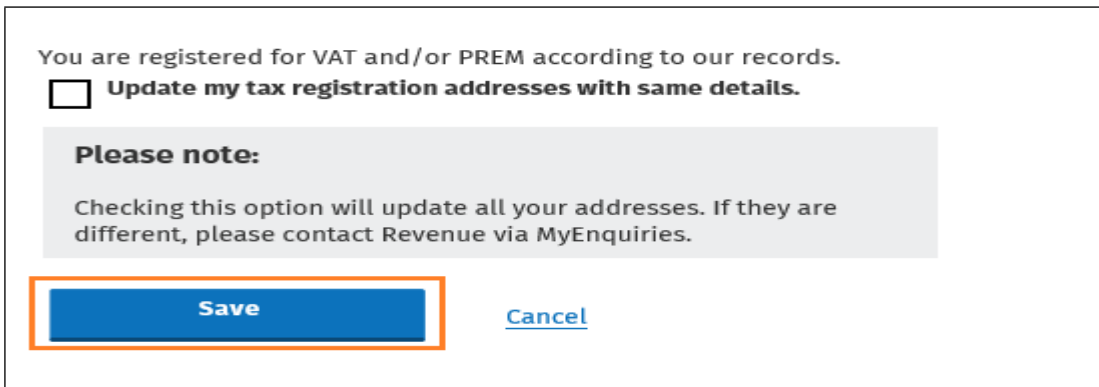 You are registered for VAT and/or PREM according to our records.
Update my tax registration addresses with same details.
Please note:
Checking this option will update all your addresses. If they are
different, please contact Revenue via MyEnquiries.
Save
Cancel